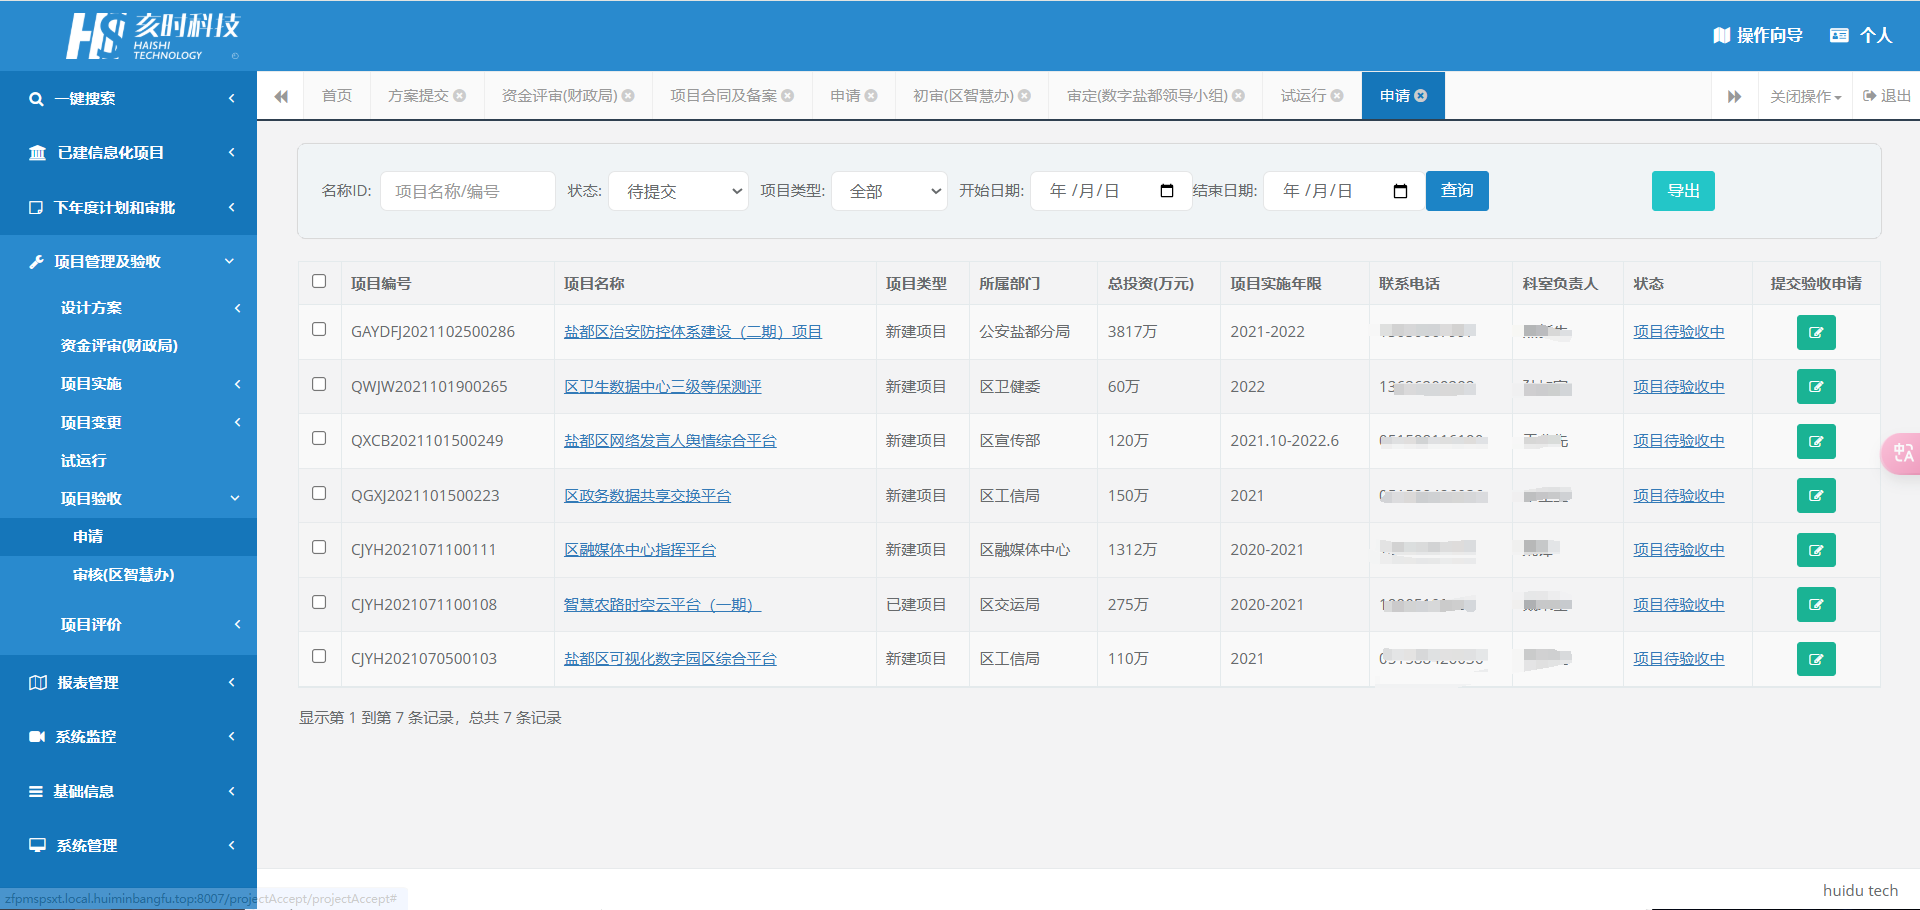 HS 亥时科技
HAISHI
TECHNOLOGY
操作向导 个人
一键搜索
已建信息化项目
下年度计划和审批
项目管理及验收
设计方案
资金评审(财政局)
项目实施
项目变更
试运行
项目验收
申请
审核(区智慧办)
项目评价
报表管理
系统监控
基础信息
系统管理
首页 方案提交 资金评审(财政局) 项目合同及备案 申请 初审(区智慧办) 审定(数字盐都领导小组) 试运行 申请 关闭操作 退出
名称ID: 项目名称/编号 状态: 待提交 项目类型: 全部 开始日期: 年 /月/日 结束日期: 年 /月/日 查询 导出
项目编号 项目名称 项目类型 所属部门 总投资(万元) 项目实施年限 联系电话 科室负责人 状态 提交验收申请
GAYDFJ2021102500286 盐都区治安防控体系建设（二期）项目 新建项目 公安盐都分局 3817万 2021-2022 项目待验收中
QWJW2021101900265 区卫生数据中心三级等保测评 新建项目 区卫健委 60万 2022 项目待验收中
QXCB2021101500249 盐都区网络发言人舆情综合平台 新建项目 区宣传部 120万 2021.10-2022.6 项目待验收中
QGXJ2021101500223 区政务数据共享交换平台 新建项目 区工信局 150万 2021 项目待验收中
CJYH2021071100111 区融媒体中心指挥平台 新建项目 区融媒体中心 1312万 2020-2021 项目待验收中
CJYH2021071100108 智慧农路时空云平台（一期） 已建项目 区交运局 275万 2020-2021 项目待验收中
CJYH2021070500103 盐都区可视化数字园区综合平台 新建项目 区工信局 110万 2021 项目待验收中
显示第 1 到第 7 条记录，总共 7 条记录
huidu tech
zfpmspsxt.local.huiminbangfu.top:8007/projectAccept/projectAccept#